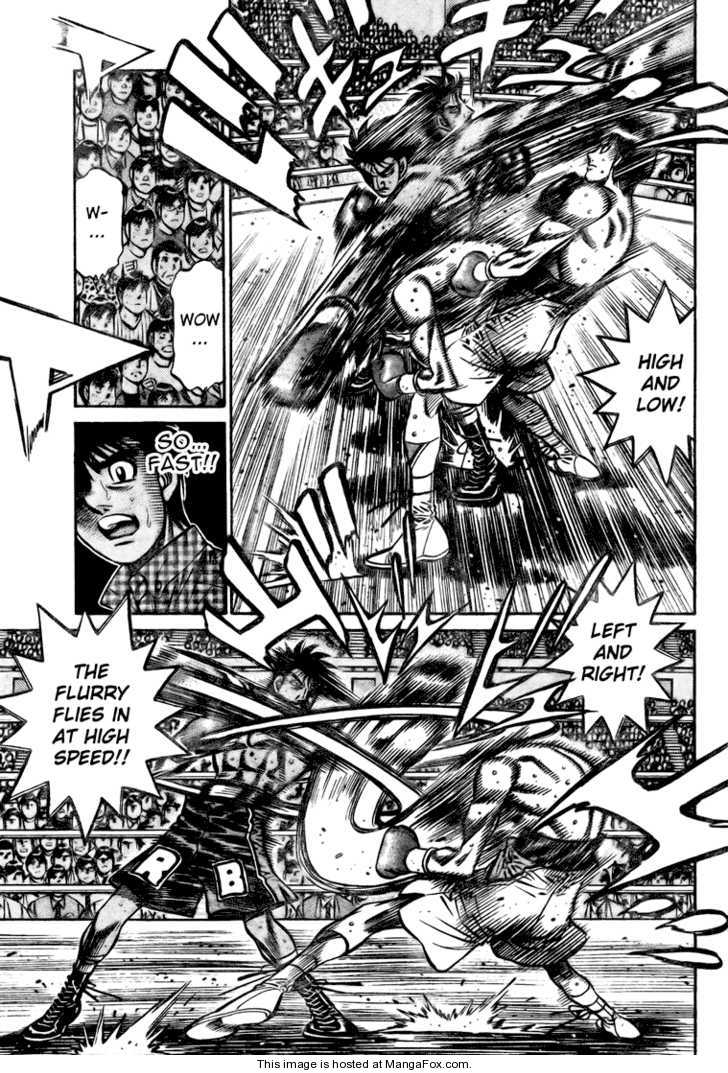 HIGH
AND
LOW!
W-
...
WOW
...
SO...
FAST!!
LEFT
AND
RIGHT!
THE
FLURRY
FLIES IN
AT HIGH
SPEED!!
R B
This image is hosted at MangaFox.com.